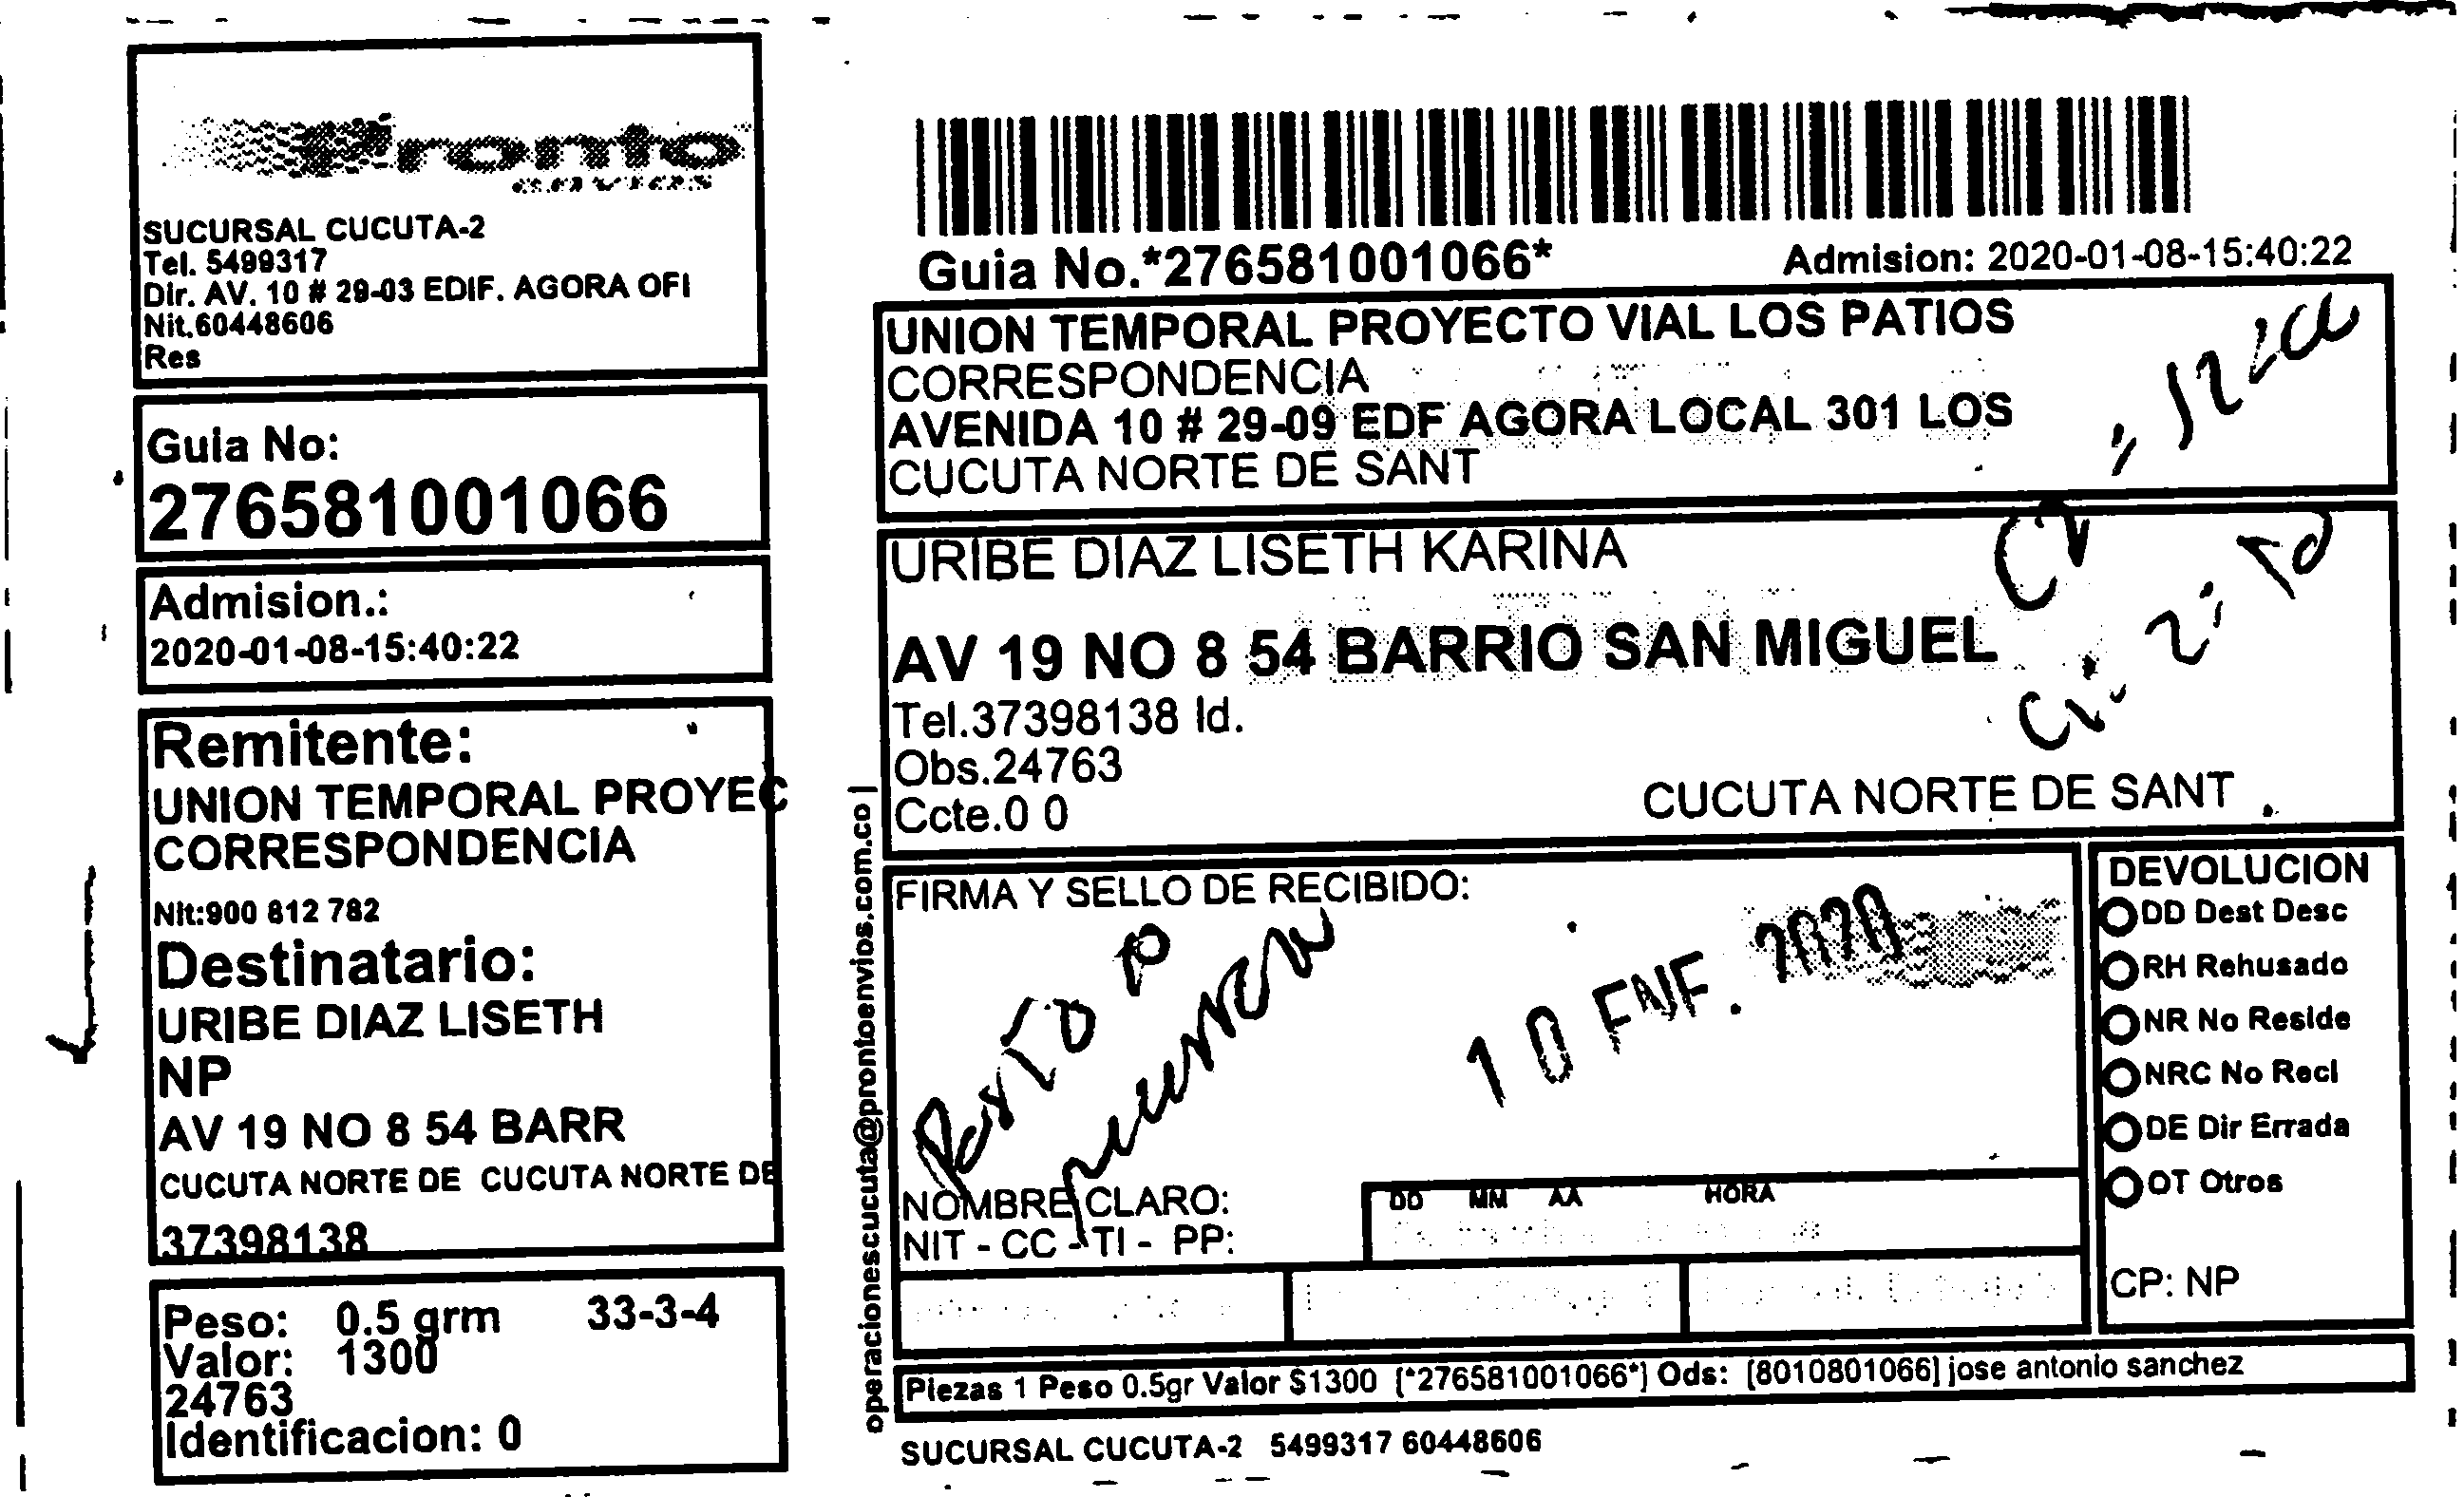 Pronto
envíos
SUCURSAL CUCUTA-2
Tel. 5499317
Dir. AV. 10 # 29-03 EDIF. AGORA OFI
Nit.60448606
Res
Guia No:
276581001066
Admision.:
2020-01-08-15:40:22
Remitente:
UNION TEMPORAL PROYEC
CORRESPONDENCIA
Nit:900 812 782
Destinatario:
URIBE DIAZ LISETH
NP
AV 19 NO 8 54 BARR
CUCUTA NORTE DE CUCUTA NORTE DE
37398138
Peso: 0.5 grm 33-3-4
Valor: 1300
24763
Identificacion: 0
Guia No.*276581001066* Admision: 2020-01-08-15:40:22
UNION TEMPORAL PROYECTO VIAL LOS PATIOS
CORRESPONDENCIA
AVENIDA 10 # 29-09 EDF AGORA LOCAL 301 LOS
CUCUTA NORTE DE SANT
URIBE DIAZ LISETH KARINA
AV 19 NO 8 54 BARRIO SAN MIGUEL
Tel.37398138 Id.
Obs.24763
Ccte.0 0
CUCUTA NORTE DE SANT
operacionescucuta@prontoenvios.com.co |
FIRMA Y SELLO DE RECIBIDO:
10 ENE. 2020
NOMBRE CLARO:
NIT - CC - TI - PP:
DD MM AA HORA
DEVOLUCION
DD Dest Desc
RH Rehusado
NR No Reside
NRC No Reci
DE Dir Errada
OT Otros
CP: NP
Piezas 1 Peso 0.5gr Valor $1300 [*276581001066*] Ods: [8010801066] jose antonio sanchez
SUCURSAL CUCUTA-2 5499317 60448606